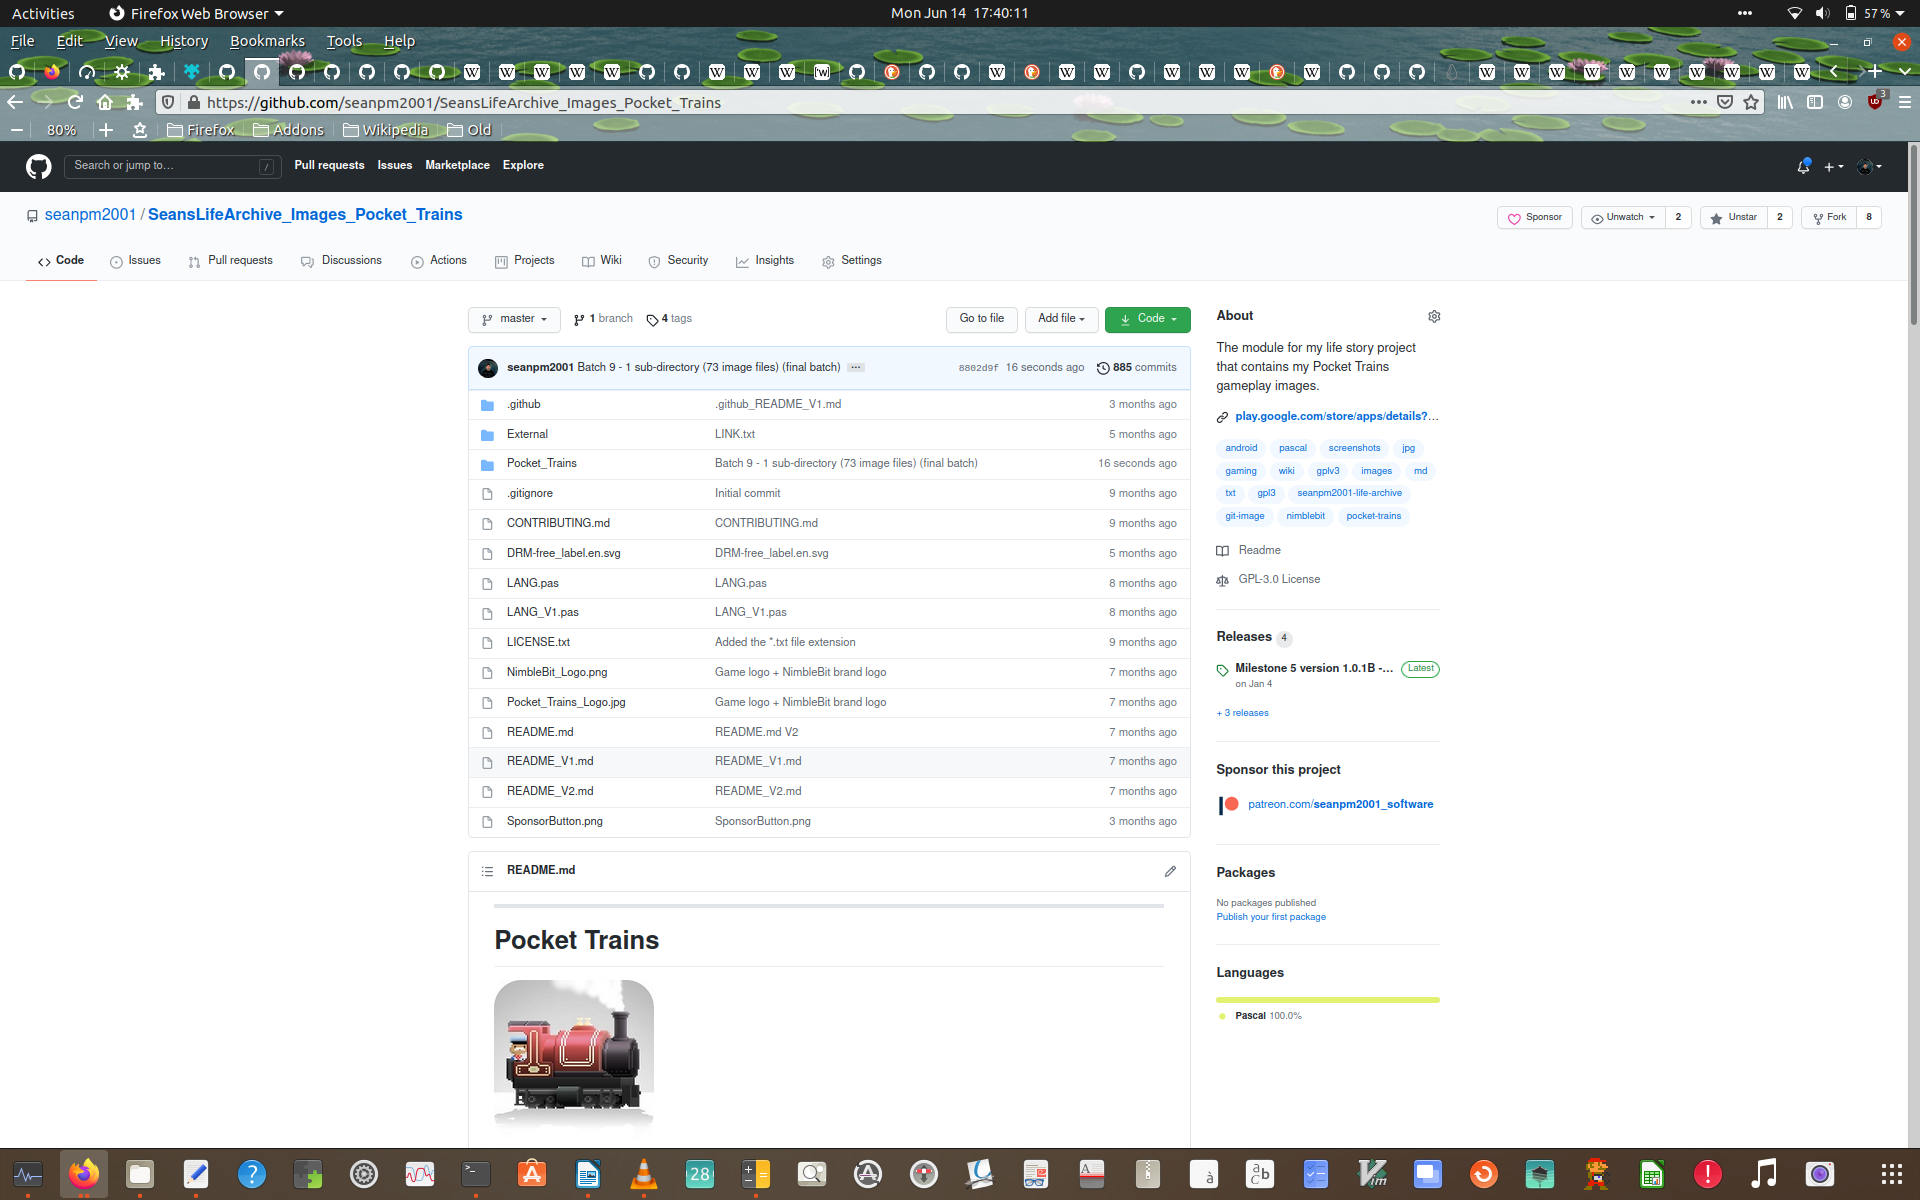 Activities Firefox Web Browser Mon Jun 14 17:40:11 57 %
File Edit View History Bookmarks Tools Help
https://github.com/seanpm2001/SeansLifeArchive_Images_Pocket_Trains 3
80% Firefox Addons Wikipedia Old
Search or jump to… / Pull requests Issues Marketplace Explore
seanpm2001 / SeansLifeArchive_Images_Pocket_Trains
Sponsor Unwatch 2 Unstar 2 Fork 8
Code Issues Pull requests Discussions Actions Projects Wiki Security Insights Settings
master 1 branch 4 tags Go to file Add file Code
seanpm2001 Batch 9 - 1 sub-directory (73 image files) (final batch) ... 8802d9f 16 seconds ago 885 commits
.github .github_README_V1.md 3 months ago
External LINK.txt 5 months ago
Pocket_Trains Batch 9 - 1 sub-directory (73 image files) (final batch) 16 seconds ago
.gitignore Initial commit 9 months ago
CONTRIBUTING.md CONTRIBUTING.md 9 months ago
DRM-free_label.en.svg DRM-free_label.en.svg 5 months ago
LANG.pas LANG.pas 8 months ago
LANG_V1.pas LANG_V1.pas 8 months ago
LICENSE.txt Added the *.txt file extension 9 months ago
NimbleBit_Logo.png Game logo + NimbleBit brand logo 7 months ago
Pocket_Trains_Logo.jpg Game logo + NimbleBit brand logo 7 months ago
README.md README.md V2 7 months ago
README_V1.md README_V1.md 7 months ago
README_V2.md README_V2.md 7 months ago
SponsorButton.png SponsorButton.png 3 months ago
README.md
Pocket Trains
About
The module for my life story project
that contains my Pocket Trains
gameplay images.
play.google.com/store/apps/details?…
android pascal screenshots jpg
gaming wiki gplv3 images md
txt gpl3 seanpm2001-life-archive
git-image nimblebit pocket-trains
Readme
GPL-3.0 License
Releases 4
Milestone 5 version 1.0.1B -… Latest
on Jan 4
+ 3 releases
Sponsor this project
patreon.com/seanpm2001_software
Packages
No packages published
Publish your first package
Languages
Pascal 100.0%
28